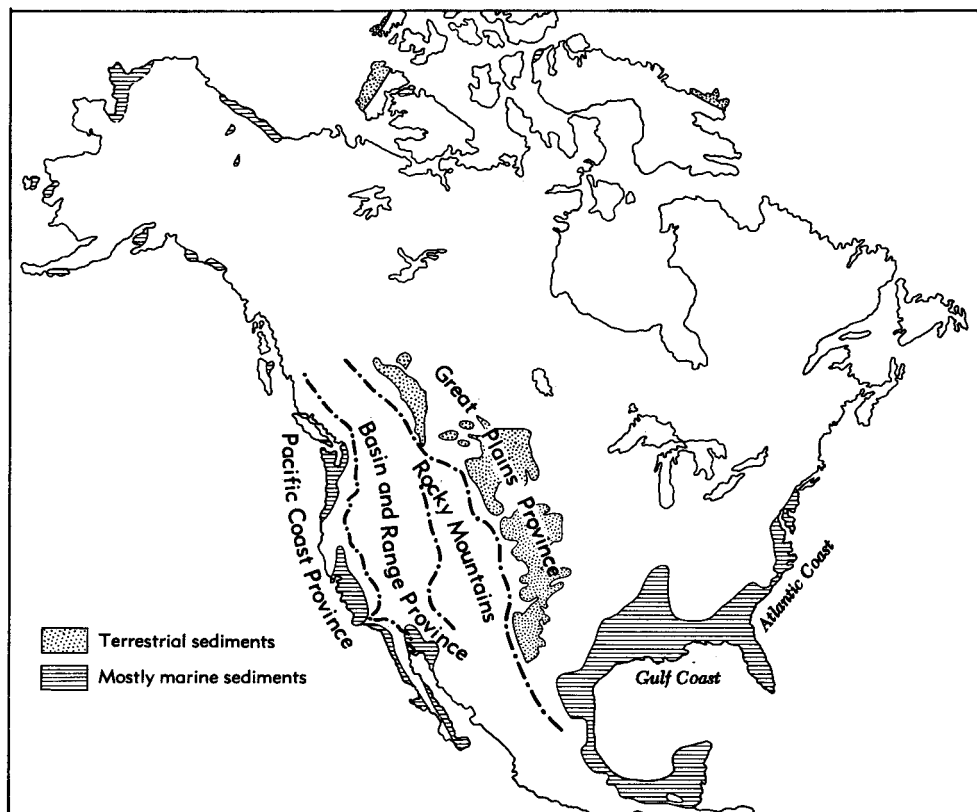 Great Plains Province
Rocky Mountains
Basin and Range Province
Pacific Coast Province
Atlantic Coast
Gulf Coast
Terrestrial sediments
Mostly marine sediments